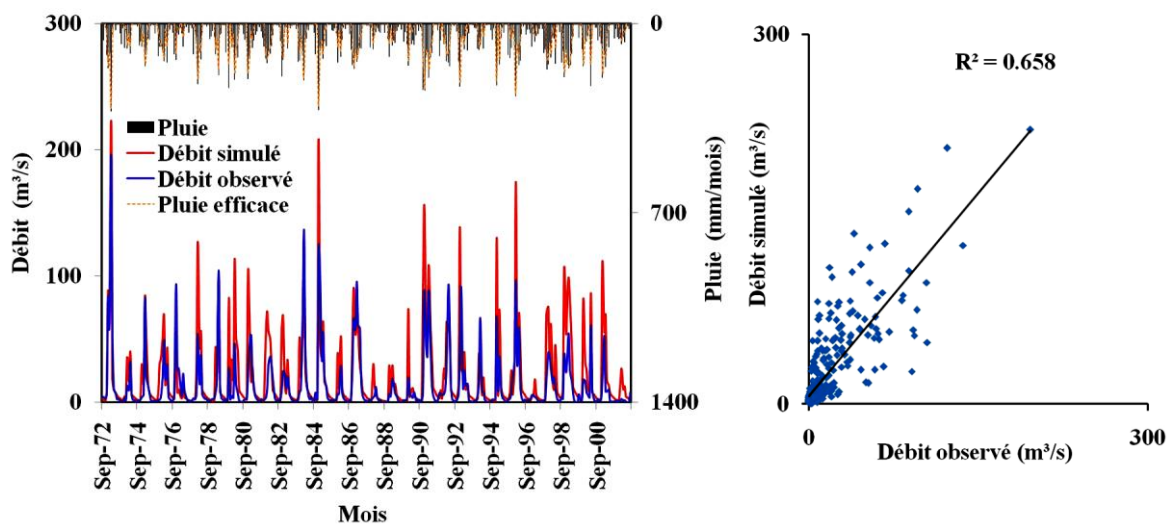 300
200
100
0
Débit (m³/s)
Pluie
Débit simulé
Débit observé
Pluie efficace
0
700
1400
Pluie (mm/mois)
Sep-72
Sep-74
Sep-76
Sep-78
Sep-80
Sep-82
Sep-84
Sep-86
Sep-88
Sep-90
Sep-92
Sep-94
Sep-96
Sep-98
Sep-00
Mois
300
R² = 0.658
Débit simulé (m³/s)
0
0
300
Débit observé (m³/s)